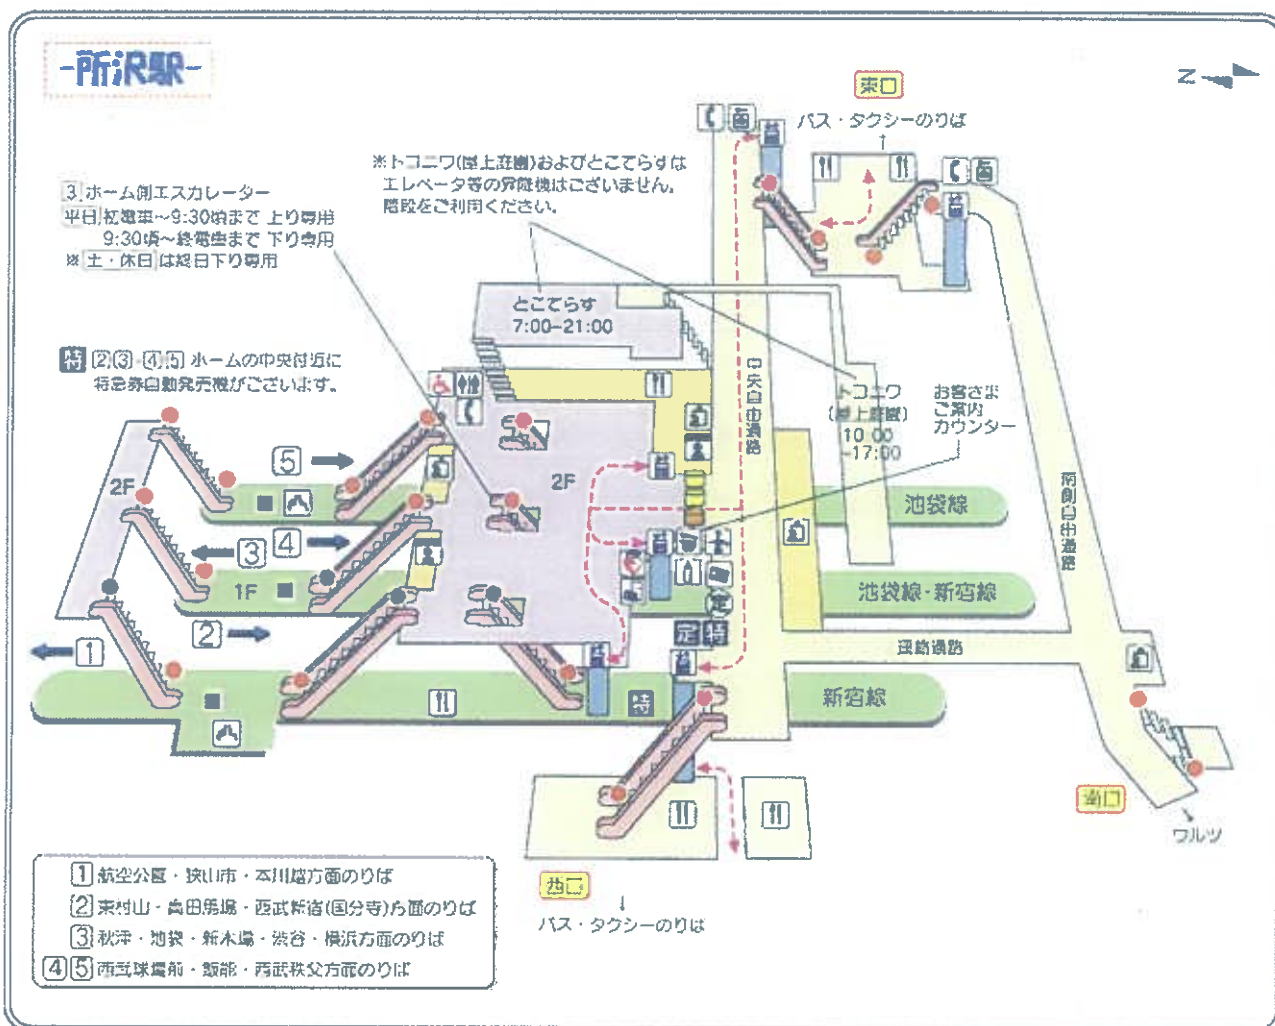 -所沢駅-
N
東口
バス・タクシーのりば
※トコニワ(屋上庭園)およびとこてらすは
エレベータ等の昇降機はございません。
階段をご利用ください。
3 ホーム側エスカレーター
平日 初電車～9:30頃まで 上り専用
9:30頃～終電車まで 下り専用
※ 土・休日 は終日下り専用
とこてらす
7:00-21:00
特 2 3 4 5 ホームの中央付近に
特急券自動発売機がございます。
中央自由通路
トコニワ
(屋上庭園)
10:00
-17:00
お客さま
ご案内
カウンター
南側自由通路
2F
5
2F
池袋線
3
4
1F
池袋線・新宿線
定
2
定 特
連絡通路
1
特
新宿線
南口
ワルツ
西口
バス・タクシーのりば
1 航空公園・狭山市・本川越方面のりば
2 東村山・高田馬場・西武新宿(国分寺)方面のりば
3 秋津・池袋・新木場・渋谷・横浜方面のりば
4 5 西武球場前・飯能・西武秩父方面のりば